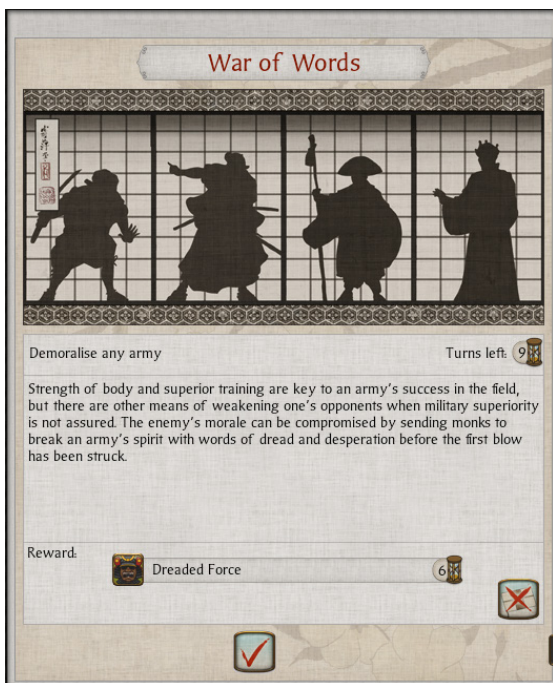 War of Words
Demoralise any army
Turns left: 9
Strength of body and superior training are key to an army's success in the field,
but there are other means of weakening one's opponents when military superiority
is not assured. The enemy's morale can be compromised by sending monks to
break an army's spirit with words of dread and desperation before the first blow
has been struck.
Reward:
Dreaded Force
6